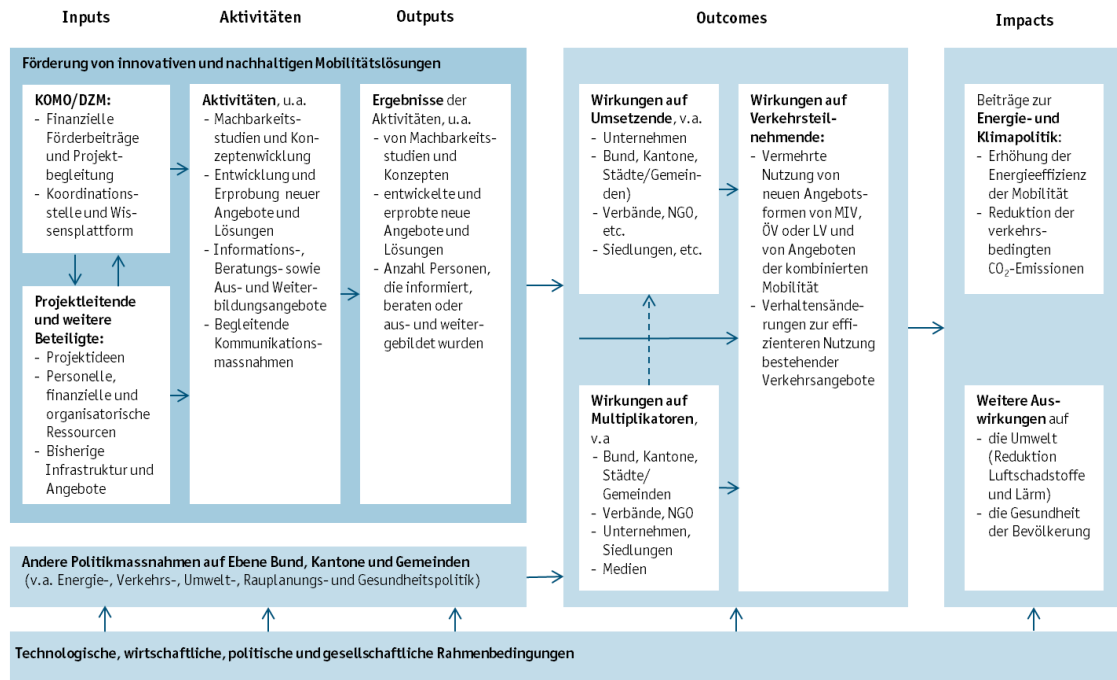 Inputs
Aktivitäten
Outputs
Outcomes
Impacts
Förderung von innovativen und nachhaltigen Mobilitätslösungen
KOMO/DZM:
- Finanzielle
Förderbeiträge
und Projekt-
begleitung
- Koordinations-
stelle und Wis-
sensplattform
Projektleitende
und weitere
Beteiligte:
- Projektideen
- Personelle,
finanzielle und
organisatorische
Ressourcen
- Bisherige
Infrastruktur und
Angebote
Aktivitäten, u.a.
- Machbarkeits-
studien und Kon-
zeptenwicklung
- Entwicklung und
Erprobung neuer
Angebote und
Lösungen
- Informations-,
Beratungs- sowie
Aus- und Weiter-
bildungsangebote
- Begleitende
Kommunikations-
massnahmen
Ergebnisse der
Aktivitäten, u.a.
- von Machbarkeits-
studien und
Konzepten
- entwickelte und
erprobte neue
Angebote und
Lösungen
- Anzahl Personen,
die informiert,
beraten oder
aus- und weiter-
gebildet wurden
Wirkungen auf
Umsetzende, v.a.
- Unternehmen
- Bund, Kantone,
Städte/Gemein-
den)
- Verbände, NGO,
etc.
- Siedlungen, etc.
Wirkungen auf
Multiplikatoren,
v.a
- Bund, Kantone,
Städte/
Gemeinden
- Verbände, NGO
- Unternehmen,
Siedlungen
- Medien
Wirkungen auf
Verkehrsteil-
nehmende:
- Vermehrte
Nutzung von
neuen Angebots-
formen von MIV,
ÖV oder LV und
von Angeboten
der kombinierten
Mobilität
- Verhaltensände-
rungen zur effi-
zienteren Nutzung
bestehender
Verkehrsangebote
Beiträge zur
Energie- und
Klimapolitik:
- Erhöhung der
Energieeffizienz
der Mobilität
- Reduktion der
verkehrs-
bedingten
CO₂-Emissionen
Weitere Aus-
wirkungen auf
- die Umwelt
(Reduktion
Luftschadstoffe
und Lärm)
- die Gesundheit
der Bevölkerung
Andere Politikmassnahmen auf Ebene Bund, Kantone und Gemeinden
(v.a. Energie-, Verkehrs-, Umwelt-, Rauplanungs- und Gesundheitspolitik)
Technologische, wirtschaftliche, politische und gesellschaftliche Rahmenbedingungen